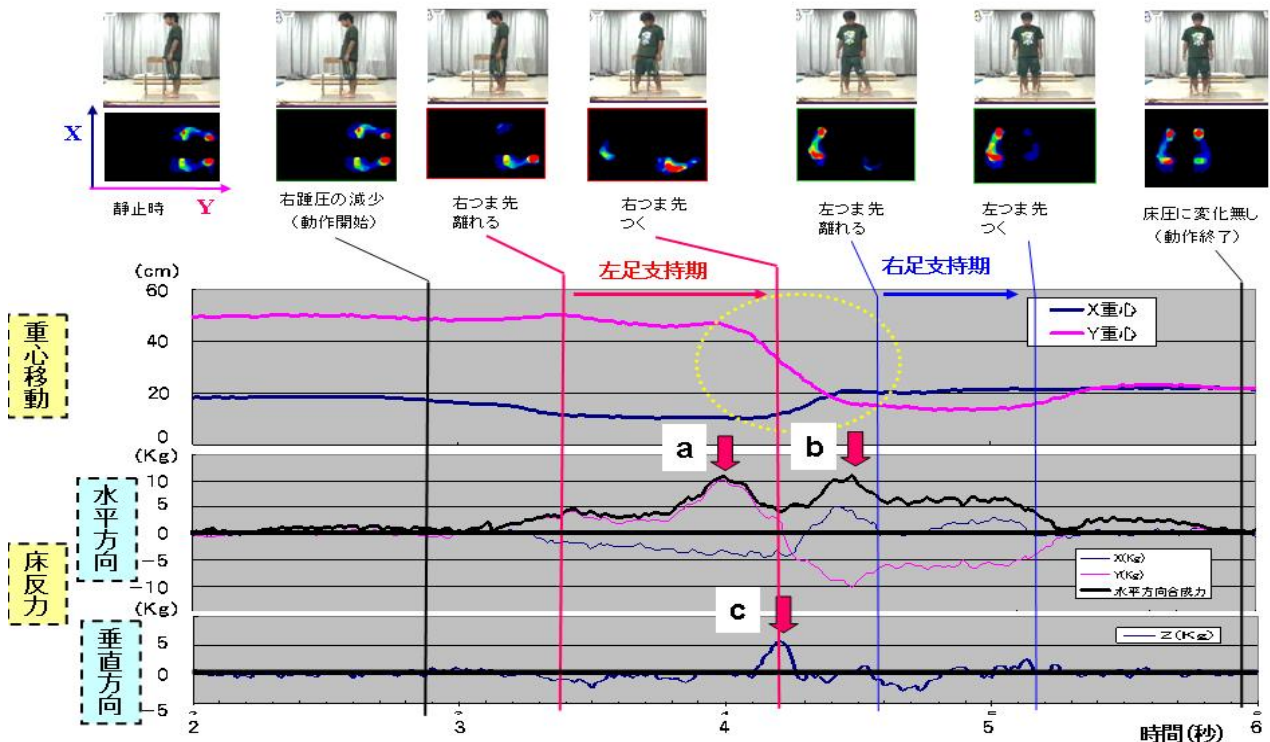 X
Y
静止時
右踵圧の減少
(動作開始)
右つま先
離れる
右つま先
つく
左つま先
離れる
左つま先
つく
床圧に変化無し
(動作終了)
左足支持期
右足支持期
(cm)
60
40
20
0
X重心
Y重心
重心移動
a
b
(Kg)
10
5
0
-5
-10
X(Kg)
Y(Kg)
水平方向合成力
水平方向
床反力
c
(Kg)
5
0
-5
Z(Kg)
垂直方向
2
3
4
5
6
時間(秒)